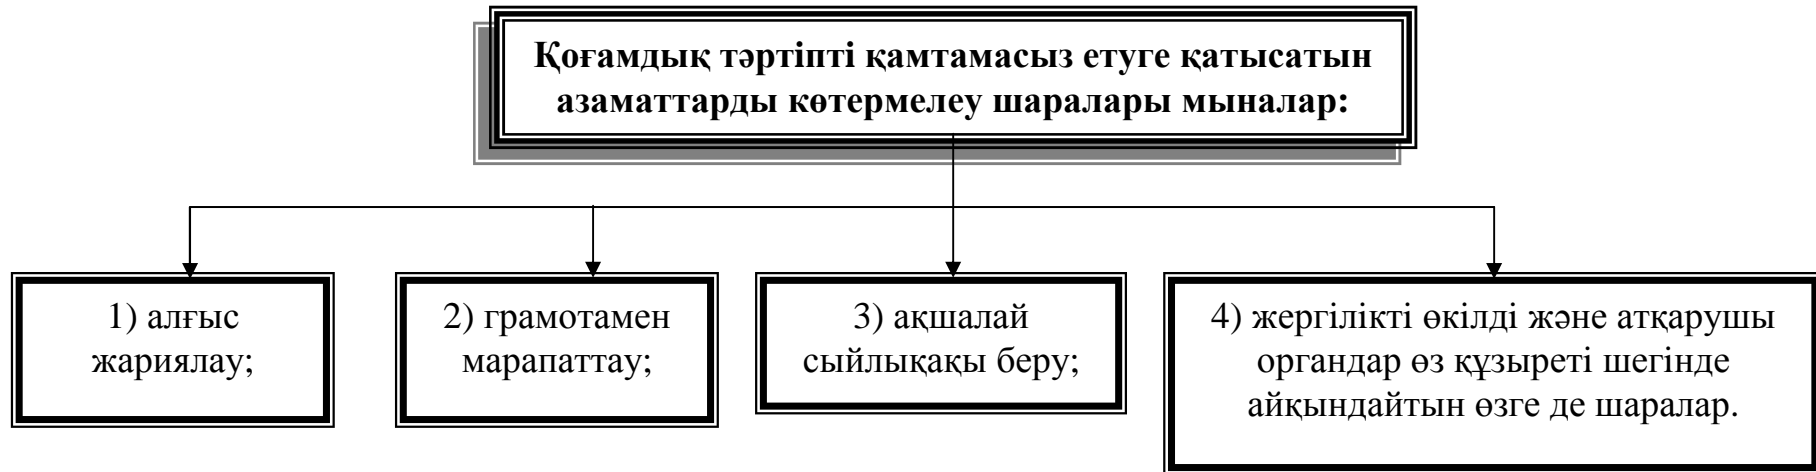 Қоғамдық тәртіпті қамтамасыз етуге қатысатын
азаматтарды көтермелеу шаралары мыналар:
1) алғыс
жариялау;
2) грамотамен
марапаттау;
3) ақшалай
сыйлықақы беру;
4) жергілікті өкілді және атқарушы
органдар өз құзыреті шегінде
айқындайтын өзге де шаралар.